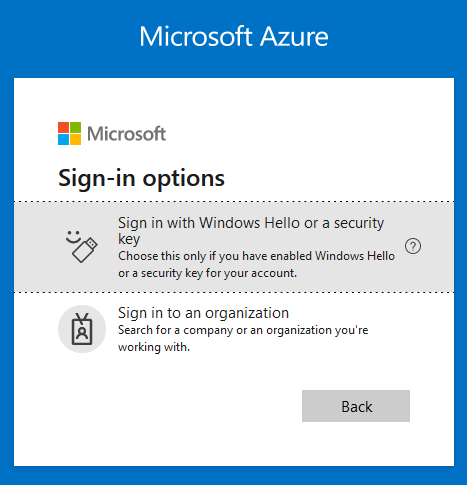 Microsoft Azure
Microsoft
Sign-in options
Sign in with Windows Hello or a security
key
Choose this only if you have enabled Windows Hello
or a security key for your account.
?
Sign in to an organization
Search for a company or an organization you're
working with.
Back